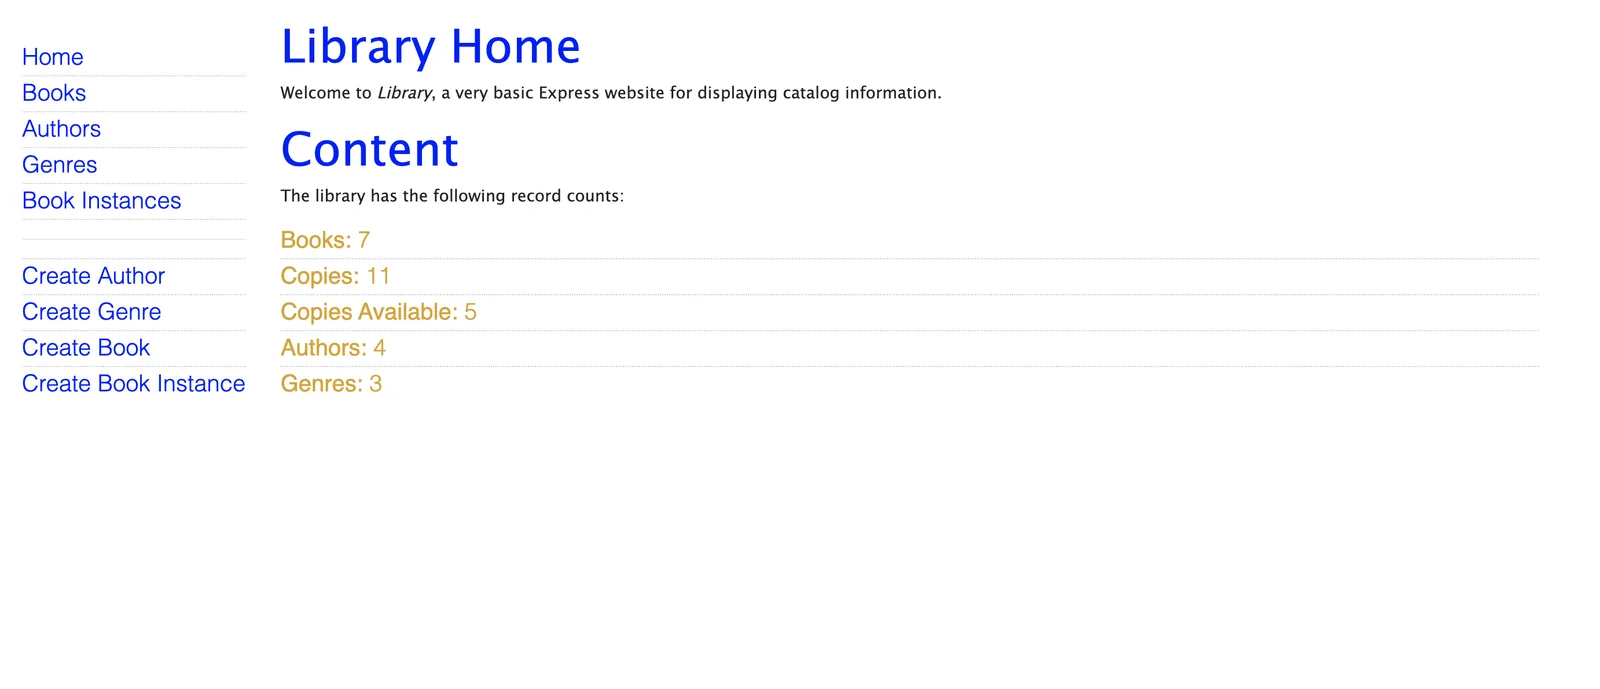 Home
Books
Authors
Genres
Book Instances
Create Author
Create Genre
Create Book
Create Book Instance
Library Home
Welcome to Library, a very basic Express website for displaying catalog information.
Content
The library has the following record counts:
Books: 7
Copies: 11
Copies Available: 5
Authors: 4
Genres: 3